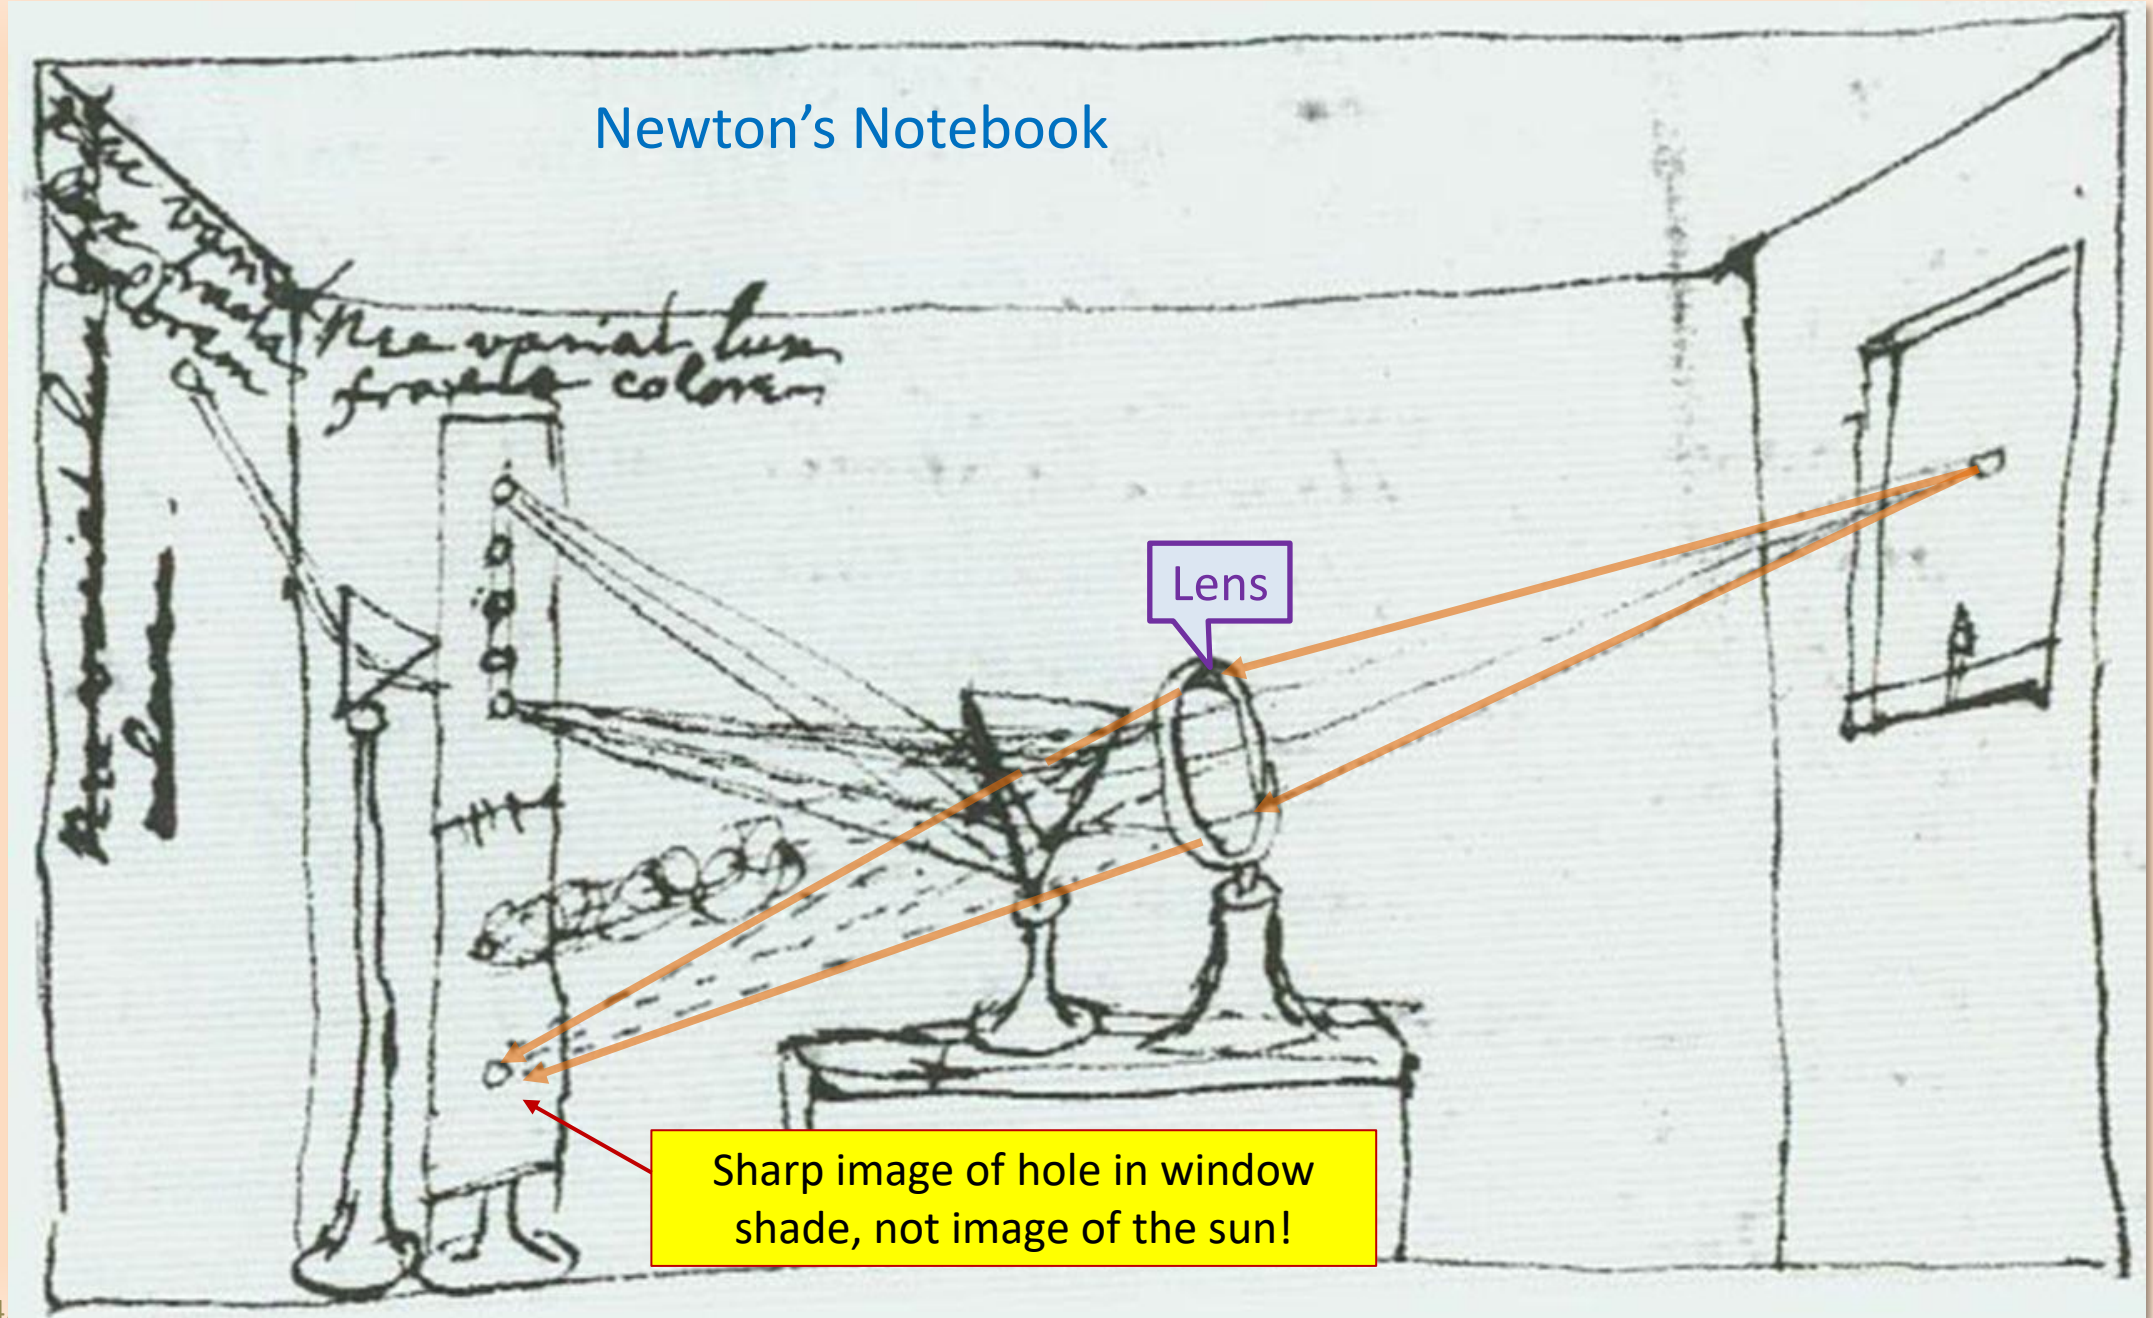 Newton's Notebook
Nec variat lux
fracta colorem
Lens
Sharp image of hole in window
shade, not image of the sun!